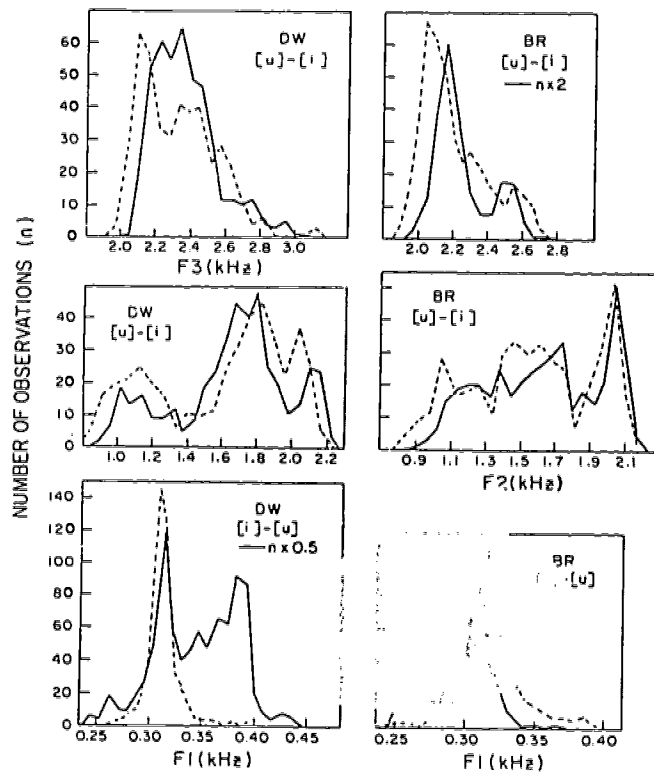 NUMBER OF OBSERVATIONS (n)
60
50
40
30
20
10
0
DW
[u]-[i]
2.0 2.2 2.4 2.6 2.8 3.0
F3(kHz)
BR
[u]-[i]
n x 2
2.0 2.2 2.4 2.6 2.8
40
30
20
10
0
DW
[u]-[i]
1.0 1.2 1.4 1.6 1.8 2.0 2.2
BR
[u]-[i]
0.9 1.1 1.3 1.5 1.7 1.9 2.1
F2(kHz)
140
120
100
80
60
40
20
0
DW
[i]-[u]
n x 0.5
0.25 0.30 0.35 0.40 0.45
F1(kHz)
BR
-[u]
0.25 0.30 0.35 0.40
F1(kHz)